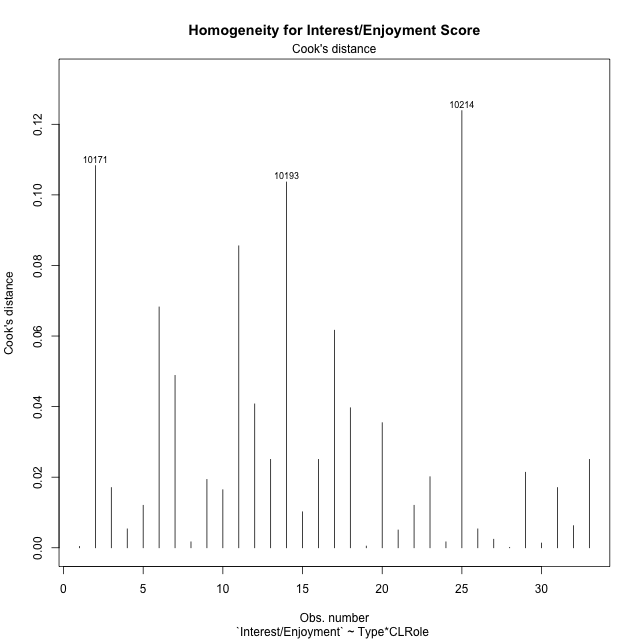 Homogeneity for Interest/Enjoyment Score
Cook's distance
10214
10171
10193
0.12
0.10
0.08
0.06
0.04
0.02
0.00
Cook's distance
0 5 10 15 20 25 30
Obs. number
`Interest/Enjoyment` ~ Type*CLRole